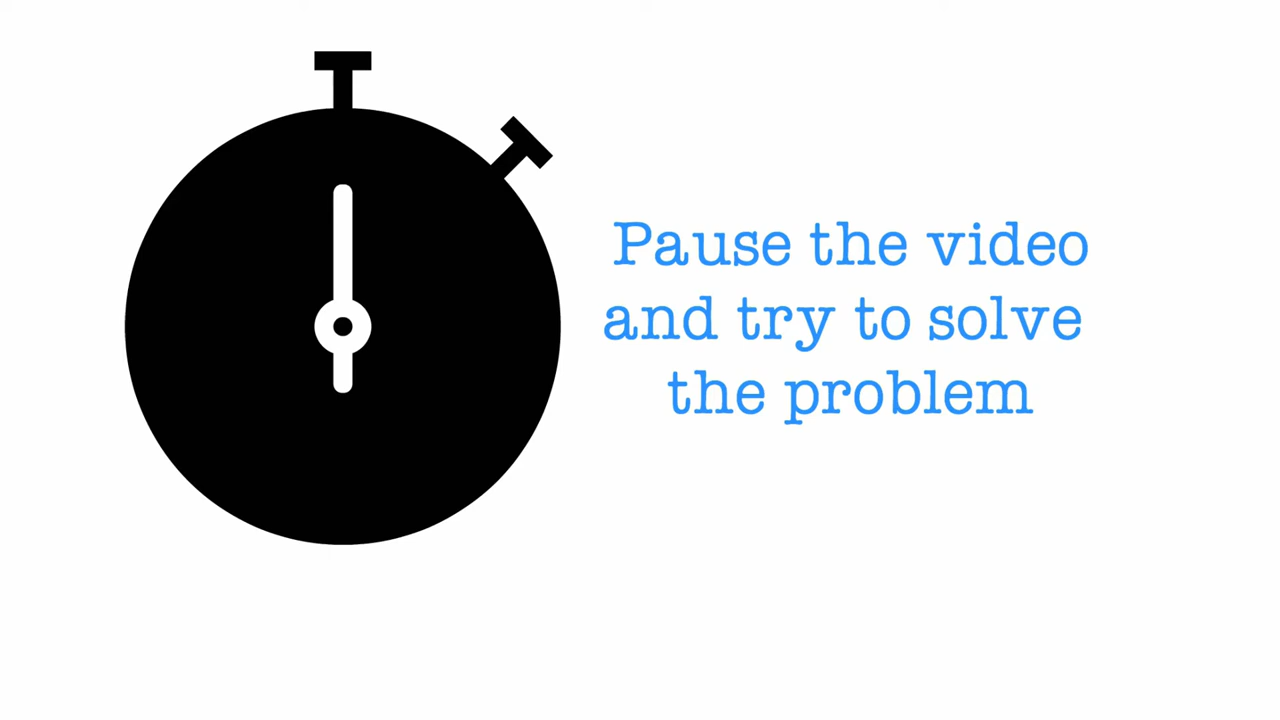 Pause the video
and try to solve
the problem